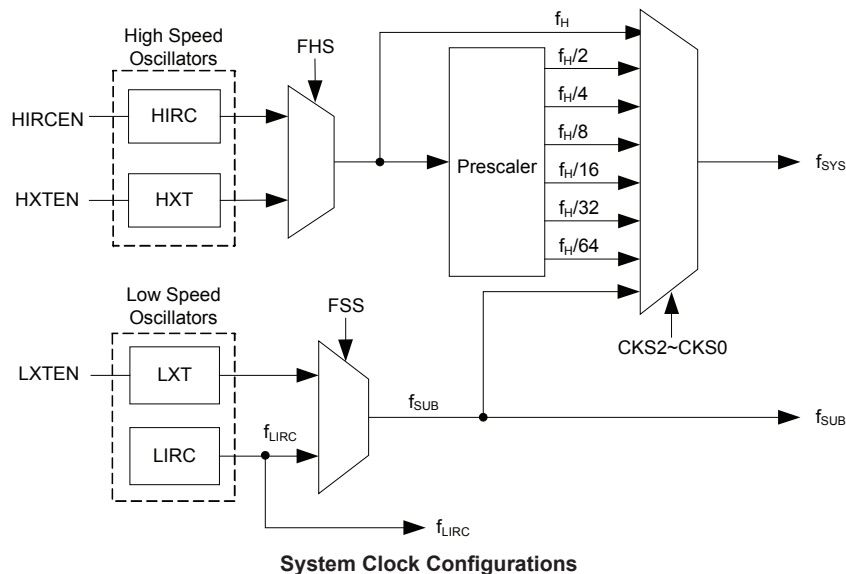 High Speed
Oscillators
FHS
HIRCEN
HIRC
HXTEN
HXT
Prescaler
fH
fH/2
fH/4
fH/8
fH/16
fH/32
fH/64
fSYS
CKS2~CKS0
Low Speed
Oscillators
FSS
LXTEN
LXT
LIRC
fLIRC
fSUB
fSUB
fLIRC
System Clock Configurations